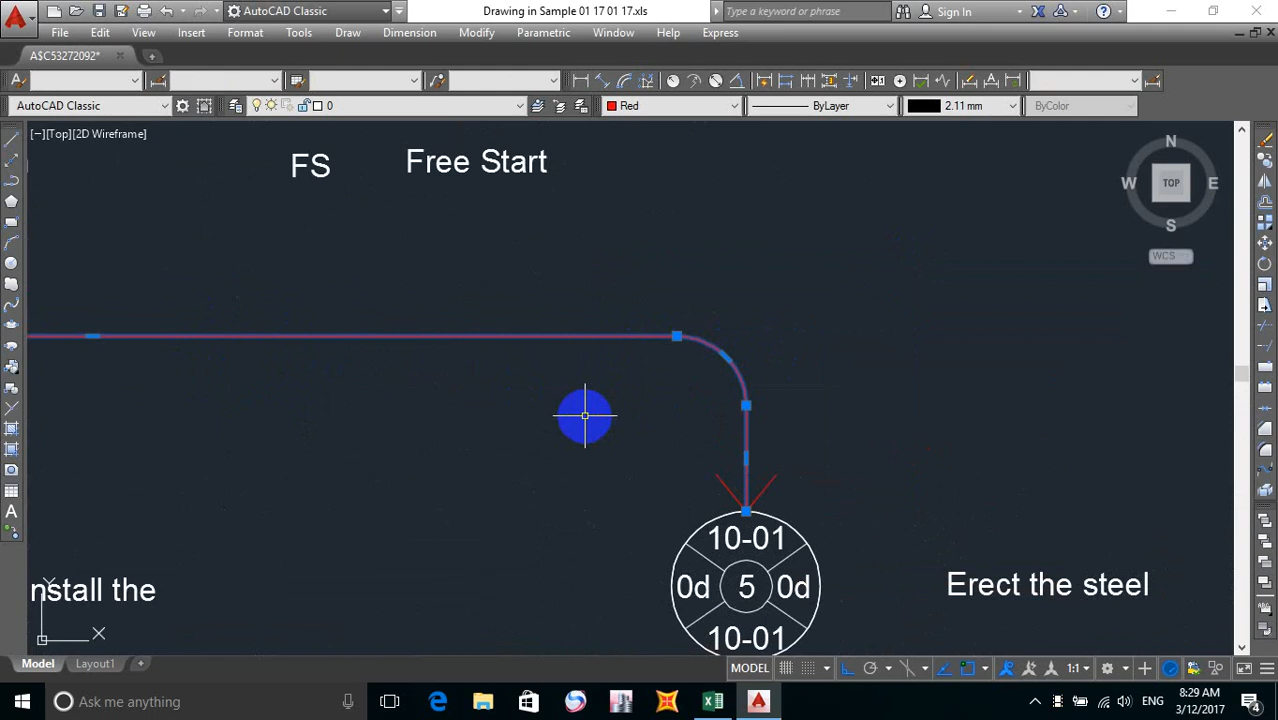 AutoCAD Classic
Drawing in Sample 01 17 01 17.xls
Type a keyword or phrase
Sign In
File Edit View Insert Format Tools Draw Dimension Modify Parametric Window Help Express
A$C53272092*
AutoCAD Classic
0
Red
ByLayer
2.11 mm
ByColor
[−][Top][2D Wireframe]
N
W TOP E
S
WCS
FS Free Start
10-01
0d 5 0d
10-01
nstall the
Erect the steel
Y
X
Model Layout1
MODEL
1:1
Ask me anything
ENG
8:29 AM
3/12/2017
4